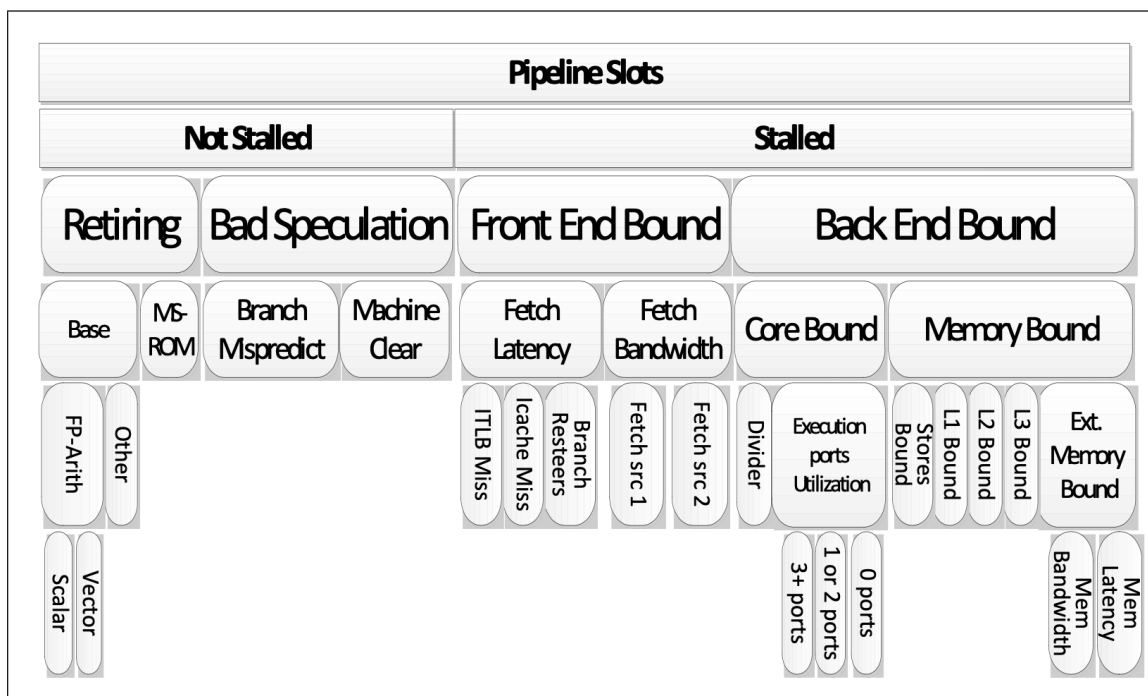 Pipeline Slots
Not Stalled
Stalled
Retiring
Bad Speculation
Front End Bound
Back End Bound
Base
MS-
ROM
Branch
Mispredict
Machine
Clear
Fetch
Latency
Fetch
Bandwidth
Core Bound
Memory Bound
FP-Arith
Other
ITLB Miss
Icache Miss
Branch
Resteers
Fetch src 1
Fetch src 2
Divider
Execution
ports
Utilization
Stores
Bound
L1 Bound
L2 Bound
L3 Bound
Ext.
Memory
Bound
Scalar
Vector
3+ ports
1 or 2 ports
0 ports
Mem
Bandwidth
Mem
Latency